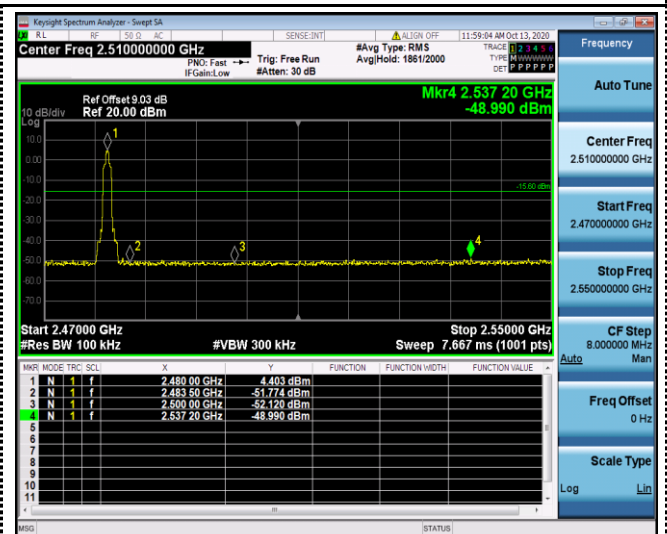 Keysight Spectrum Analyzer - Swept SA
RL RF 50 Ω AC SENSE:INT ALIGN OFF 11:59:04 AM Oct 13, 2020
Center Freq 2.510000000 GHz
PNO: Fast
IFGain:Low
Trig: Free Run
#Atten: 30 dB
#Avg Type: RMS
Avg|Hold: 1861/2000
TRACE 1 2 3 4 5 6
TYPE M WWWWW
DET P P P P P P
Ref Offset 9.03 dB
Ref 20.00 dBm
10 dB/div
Log
Mkr4 2.537 20 GHz
-48.990 dBm
10.0
0.00
-10.0
-20.0
-30.0
-40.0
-50.0
-60.0
-70.0
1
2
3
4
-15.60 dBm
Start 2.47000 GHz
#Res BW 100 kHz
#VBW 300 kHz
Stop 2.55000 GHz
Sweep 7.667 ms (1001 pts)
MKR MODE TRC SCL X Y FUNCTION FUNCTION WIDTH FUNCTION VALUE
1 N 1 f 2.480 00 GHz 4.403 dBm
2 N 1 f 2.483 50 GHz -51.774 dBm
3 N 1 f 2.500 00 GHz -52.120 dBm
4 N 1 f 2.537 20 GHz -48.990 dBm
5
6
7
8
9
10
11
MSG STATUS
Frequency
Auto Tune
Center Freq
2.510000000 GHz
Start Freq
2.470000000 GHz
Stop Freq
2.550000000 GHz
CF Step
8.000000 MHz
Auto Man
Freq Offset
0 Hz
Scale Type
Log Lin